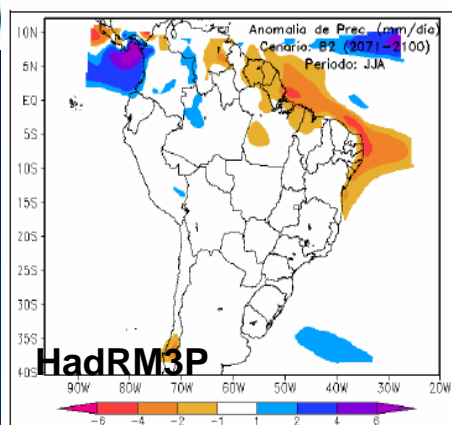 Anomalia de Prec. (mm/dia)
Cenario: B2 (2071-2100)
Periodo: JJA
10N
5N
EQ
5S
10S
15S
20S
25S
30S
35S
40S
HadRM3P
90W 80W 70W 60W 50W 40W 30W 20W
-6 -4 -2 -1 1 2 4 6